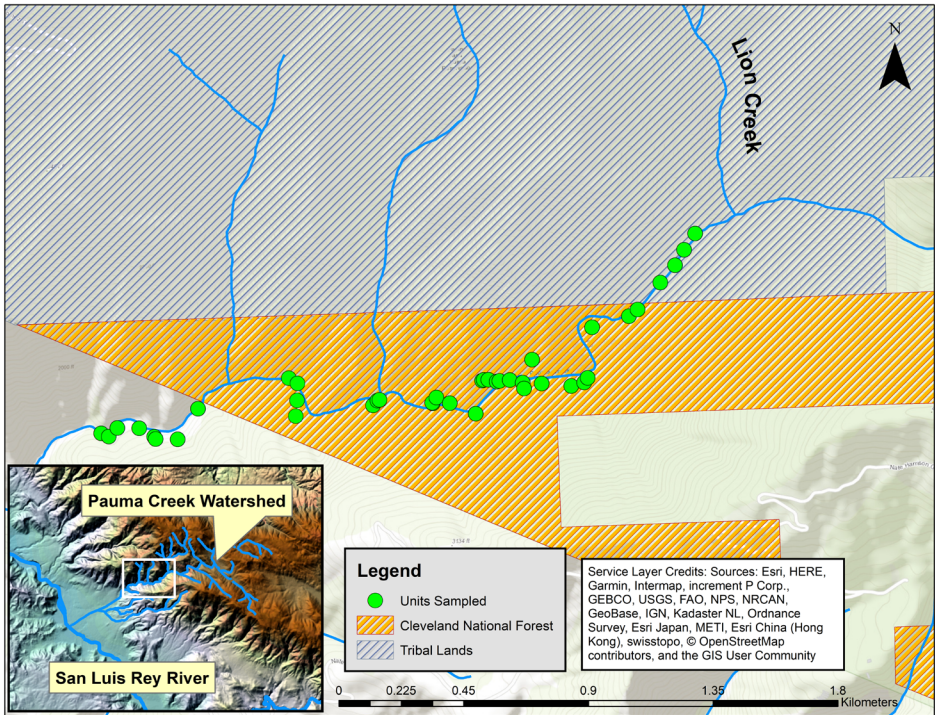 N
Lion Creek
Pauma Creek Watershed
San Luis Rey River
3134 ft
Legend
Units Sampled
Cleveland National Forest
Tribal Lands
Service Layer Credits: Sources: Esri, HERE,
Garmin, Intermap, increment P Corp.,
GEBCO, USGS, FAO, NPS, NRCAN,
GeoBase, IGN, Kadaster NL, Ordnance
Survey, Esri Japan, METI, Esri China (Hong
Kong), swisstopo, © OpenStreetMap
contributors, and the GIS User Community
0 0.225 0.45 0.9 1.35 1.8
Kilometers